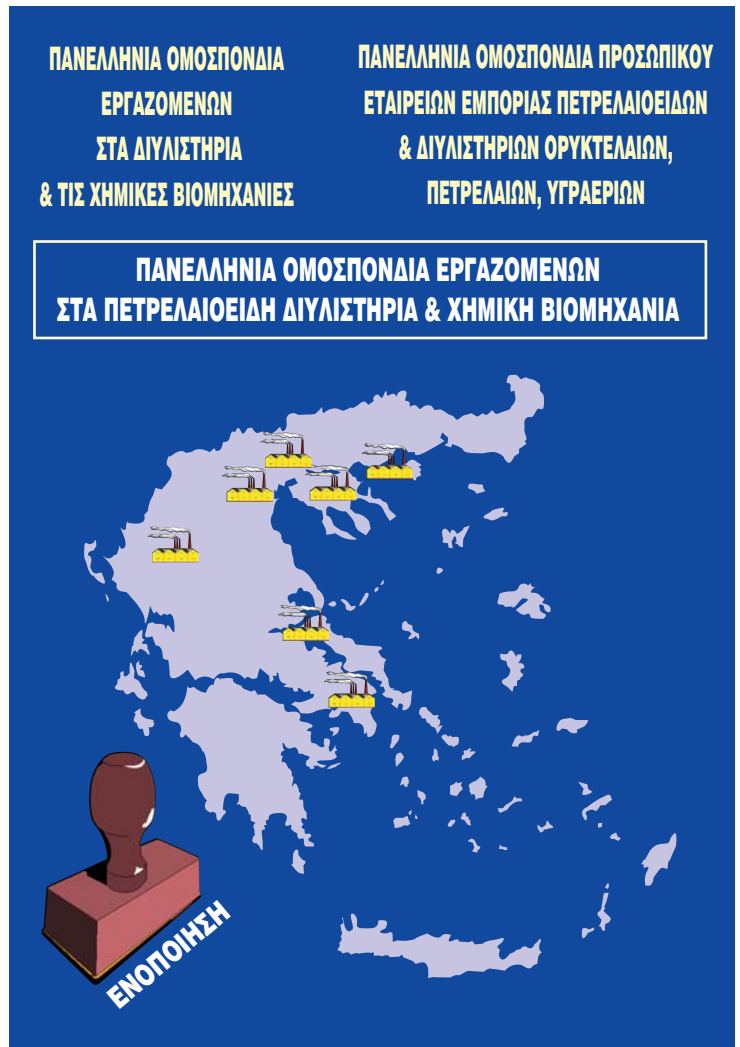 ΠΑΝΕΛΛΗΝΙΑ ΟΜΟΣΠΟΝΔΙΑ
ΕΡΓΑΖΟΜΕΝΩΝ
ΣΤΑ ΔΙΥΛΙΣΤΗΡΙΑ
& ΤΙΣ ΧΗΜΙΚΕΣ ΒΙΟΜΗΧΑΝΙΕΣ
ΠΑΝΕΛΛΗΝΙΑ ΟΜΟΣΠΟΝΔΙΑ ΠΡΟΣΩΠΙΚΟΥ
ΕΤΑΙΡΕΙΩΝ ΕΜΠΟΡΙΑΣ ΠΕΤΡΕΛΑΙΟΕΙΔΩΝ
& ΔΙΥΛΙΣΤΗΡΙΩΝ ΟΡΥΚΤΕΛΑΙΩΝ,
ΠΕΤΡΕΛΑΙΩΝ, ΥΓΡΑΕΡΙΩΝ
ΠΑΝΕΛΛΗΝΙΑ ΟΜΟΣΠΟΝΔΙΑ ΕΡΓΑΖΟΜΕΝΩΝ
ΣΤΑ ΠΕΤΡΕΛΑΙΟΕΙΔΗ ΔΙΥΛΙΣΤΗΡΙΑ & ΧΗΜΙΚΗ ΒΙΟΜΗΧΑΝΙΑ
ΕΝΟΠΟΙΗΣΗ